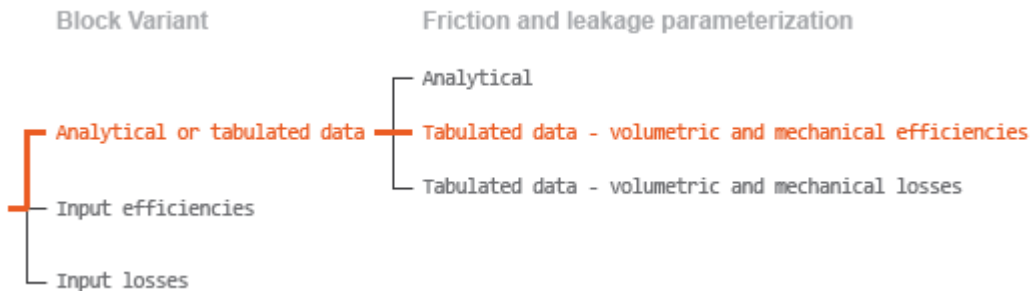 Block Variant
Friction and leakage parameterization
Analytical
Analytical or tabulated data
Tabulated data - volumetric and mechanical efficiencies
Tabulated data - volumetric and mechanical losses
Input efficiencies
Input losses